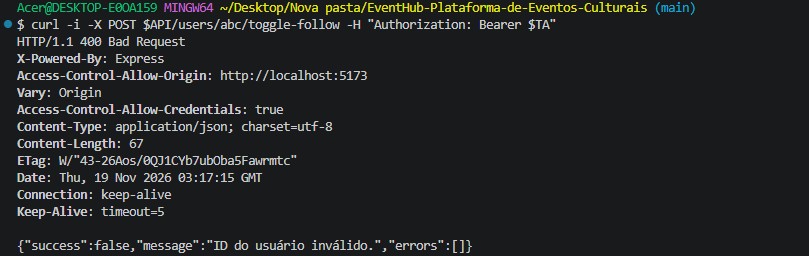 Acer@DESKTOP-E0OA159 MINGW64 ~/Desktop/Nova pasta/EventHub-Plataforma-de-Eventos-Culturais (main)
$ curl -i -X POST $API/users/abc/toggle-follow -H "Authorization: Bearer $TA"
HTTP/1.1 400 Bad Request
X-Powered-By: Express
Access-Control-Allow-Origin: http://localhost:5173
Vary: Origin
Access-Control-Allow-Credentials: true
Content-Type: application/json; charset=utf-8
Content-Length: 67
ETag: W/"43-26Aos/0QJ1CYb7ubOba5Fawrmtc"
Date: Thu, 19 Nov 2026 03:17:15 GMT
Connection: keep-alive
Keep-Alive: timeout=5
{"success":false,"message":"ID do usuário inválido.","errors":[]}